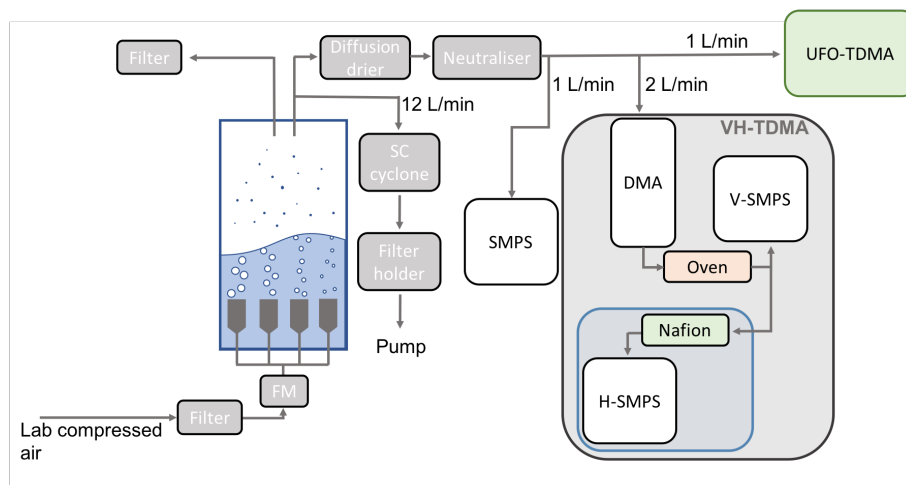 Filter
Diffusion
drier
Neutraliser
1 L/min
UFO-TDMA
1 L/min
2 L/min
12 L/min
VH-TDMA
SC
cyclone
DMA
V-SMPS
SMPS
Filter
holder
Oven
Nafion
Pump
H-SMPS
FM
Filter
Lab compressed
air